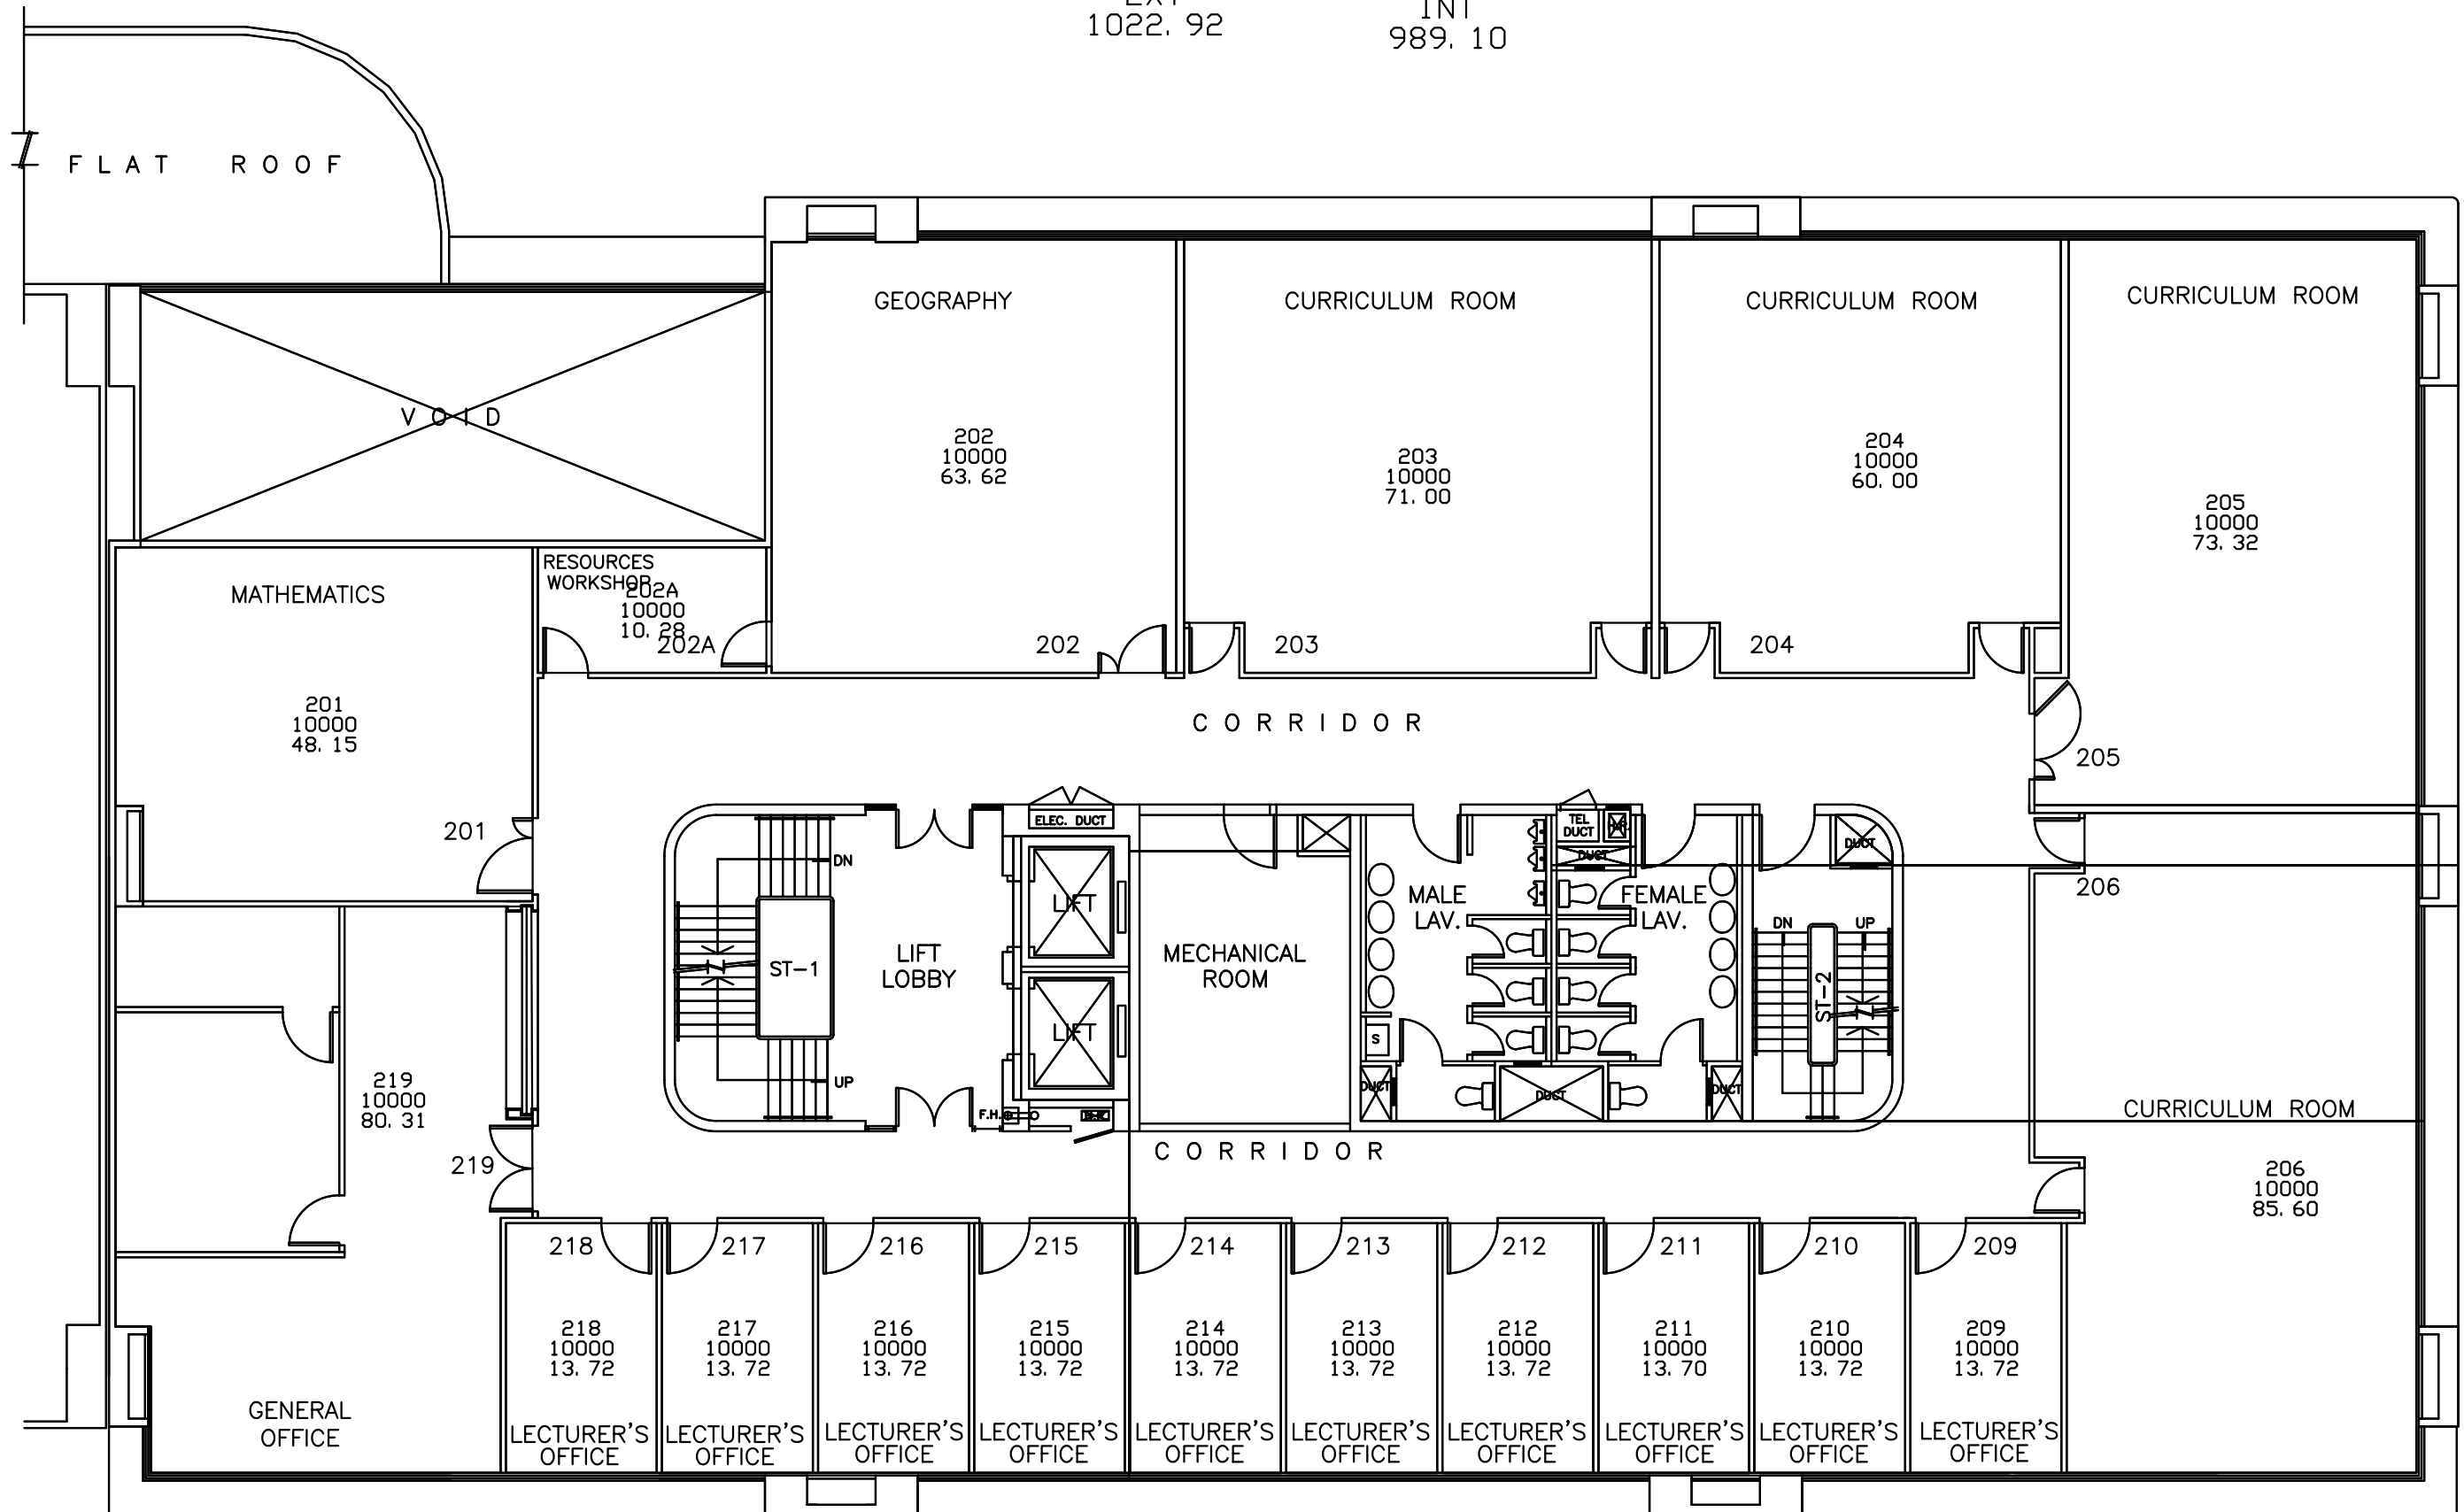 1022. 92
989. 10
FLAT ROOF
GEOGRAPHY
CURRICULUM ROOM
CURRICULUM ROOM
CURRICULUM ROOM
VOID
202
10000
63. 62
203
10000
71. 00
204
10000
60. 00
205
10000
73. 32
RESOURCES
WORKSHOP
202A
10000
10. 28
202A
MATHEMATICS
202
203
204
201
10000
48. 15
CORRIDOR
205
201
ELEC. DUCT
TEL
DUCT
DUCT
DUCT
DN
LIFT
MALE
LAV.
FEMALE
LAV.
206
DN
UP
ST-1
LIFT
LOBBY
MECHANICAL
ROOM
ST-2
LIFT
S
219
10000
80. 31
UP
F.H.
DUCT
DUCT
DUCT
CURRICULUM ROOM
219
CORRIDOR
206
10000
85. 60
218
217
216
215
214
213
212
211
210
209
218
10000
13. 72
217
10000
13. 72
216
10000
13. 72
215
10000
13. 72
214
10000
13. 72
213
10000
13. 72
212
10000
13. 72
211
10000
13. 70
210
10000
13. 72
209
10000
13. 72
GENERAL
OFFICE
LECTURER'S
OFFICE
LECTURER'S
OFFICE
LECTURER'S
OFFICE
LECTURER'S
OFFICE
LECTURER'S
OFFICE
LECTURER'S
OFFICE
LECTURER'S
OFFICE
LECTURER'S
OFFICE
LECTURER'S
OFFICE
LECTURER'S
OFFICE